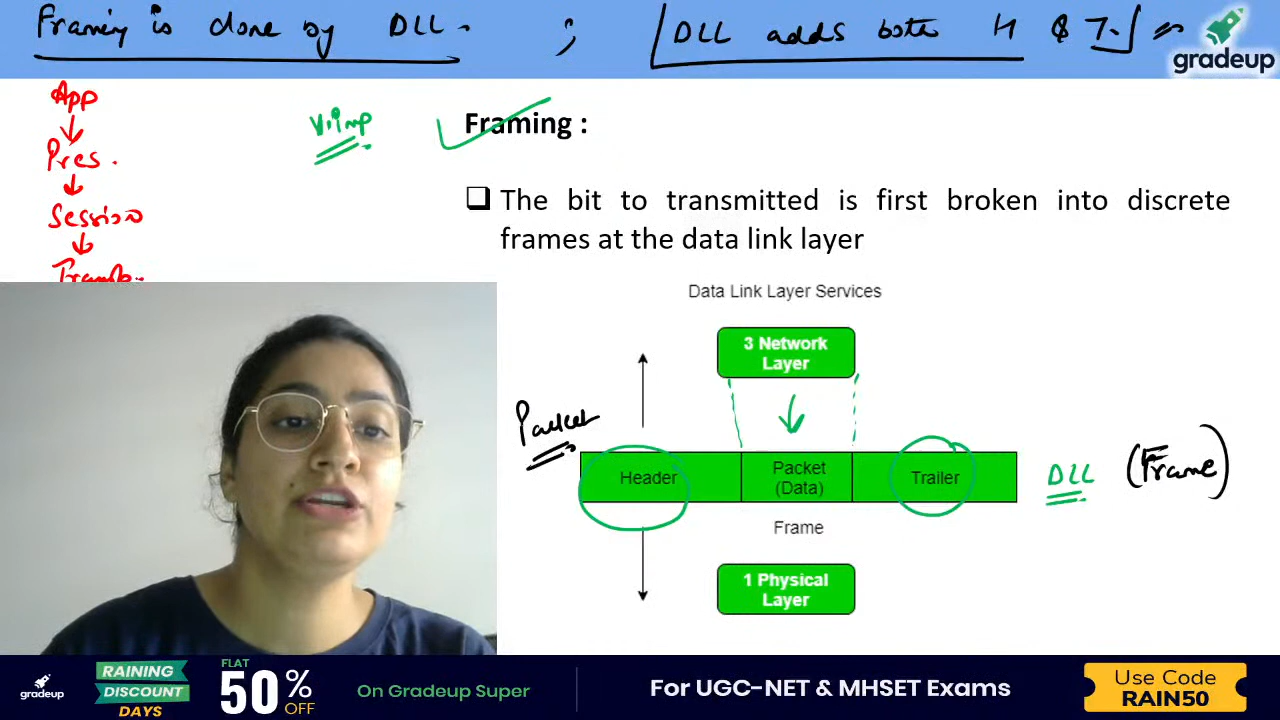 Framing is done by DLL. ; DLL adds both H & T.
gradeup
App
Pres.
Session
V.imp
Framing :
The bit to transmitted is first broken into discrete
frames at the data link layer
Data Link Layer Services
3 Network
Layer
Packet
Header
Packet
(Data)
Trailer
DLL
(Frame)
Frame
1 Physical
Layer
gradeup
RAINING
DISCOUNT
DAYS
FLAT
50%
OFF
On Gradeup Super
For UGC-NET & MHSET Exams
Use Code
RAIN50